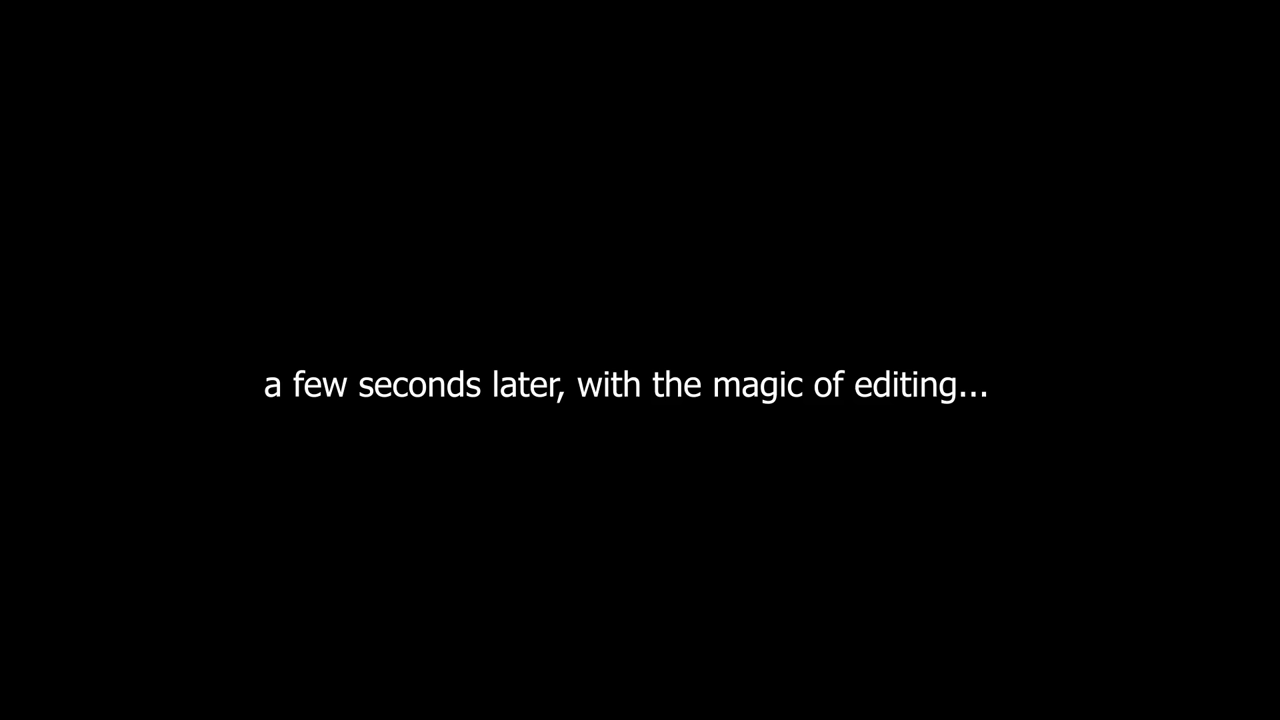 a few seconds later, with the magic of editing...